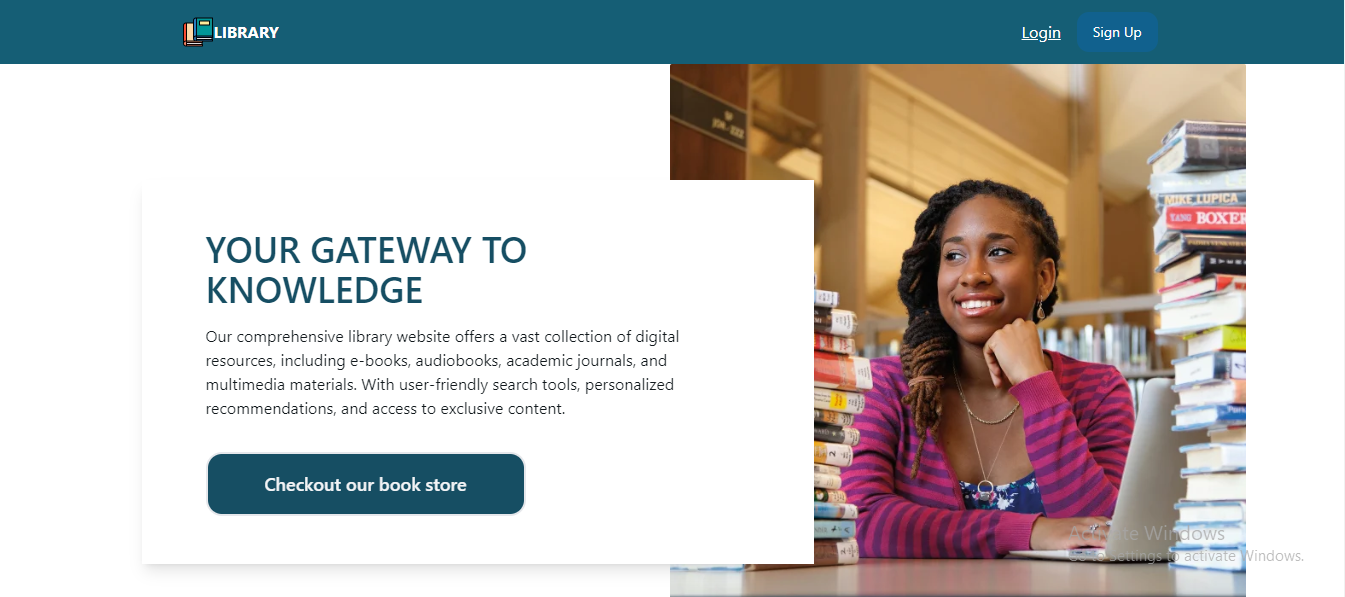 LIBRARY
Login
Sign Up
YOUR GATEWAY TO
KNOWLEDGE
Our comprehensive library website offers a vast collection of digital
resources, including e-books, audiobooks, academic journals, and
multimedia materials. With user-friendly search tools, personalized
recommendations, and access to exclusive content.
Checkout our book store
MIKE LUPICA
YANG BOXER
Activate Windows
Go to Settings to activate Windows.